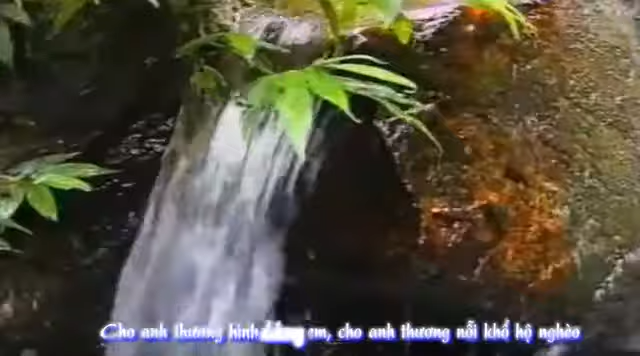 Cho anh thương hình em, cho anh thương nỗi khổ hộ nghèo